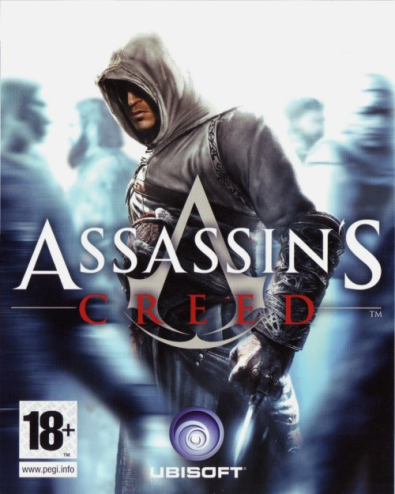 ASSASSIN'S
CREED
TM
18+
www.pegi.info
UBISOFT